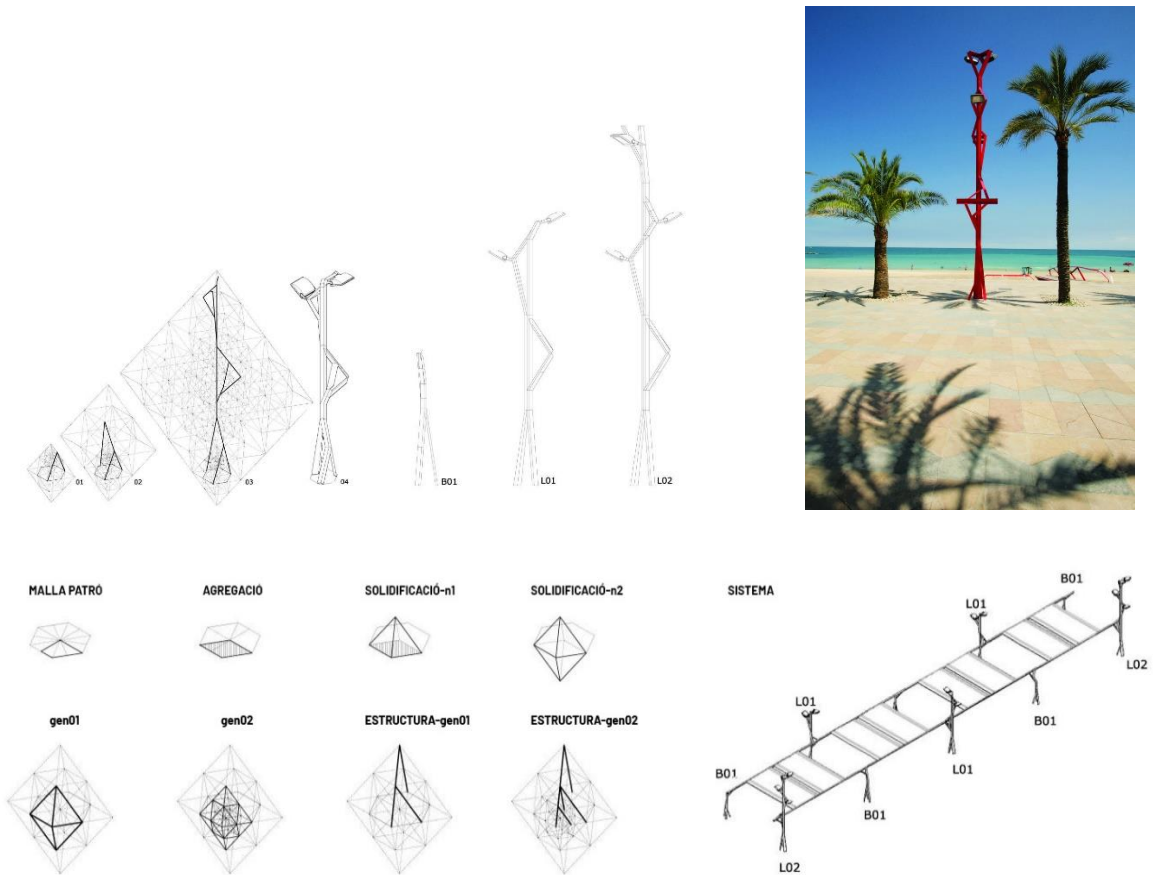 01
02
03
04
B01
L01
L02
MALLA PATRÓ
AGREGACIÓ
SOLIDIFICACIÓ-n1
SOLIDIFICACIÓ-n2
SISTEMA
gen01
gen02
ESTRUCTURA-gen01
ESTRUCTURA-gen02
B01
L01
L02
L01
B01
L01
B01
B01
L02